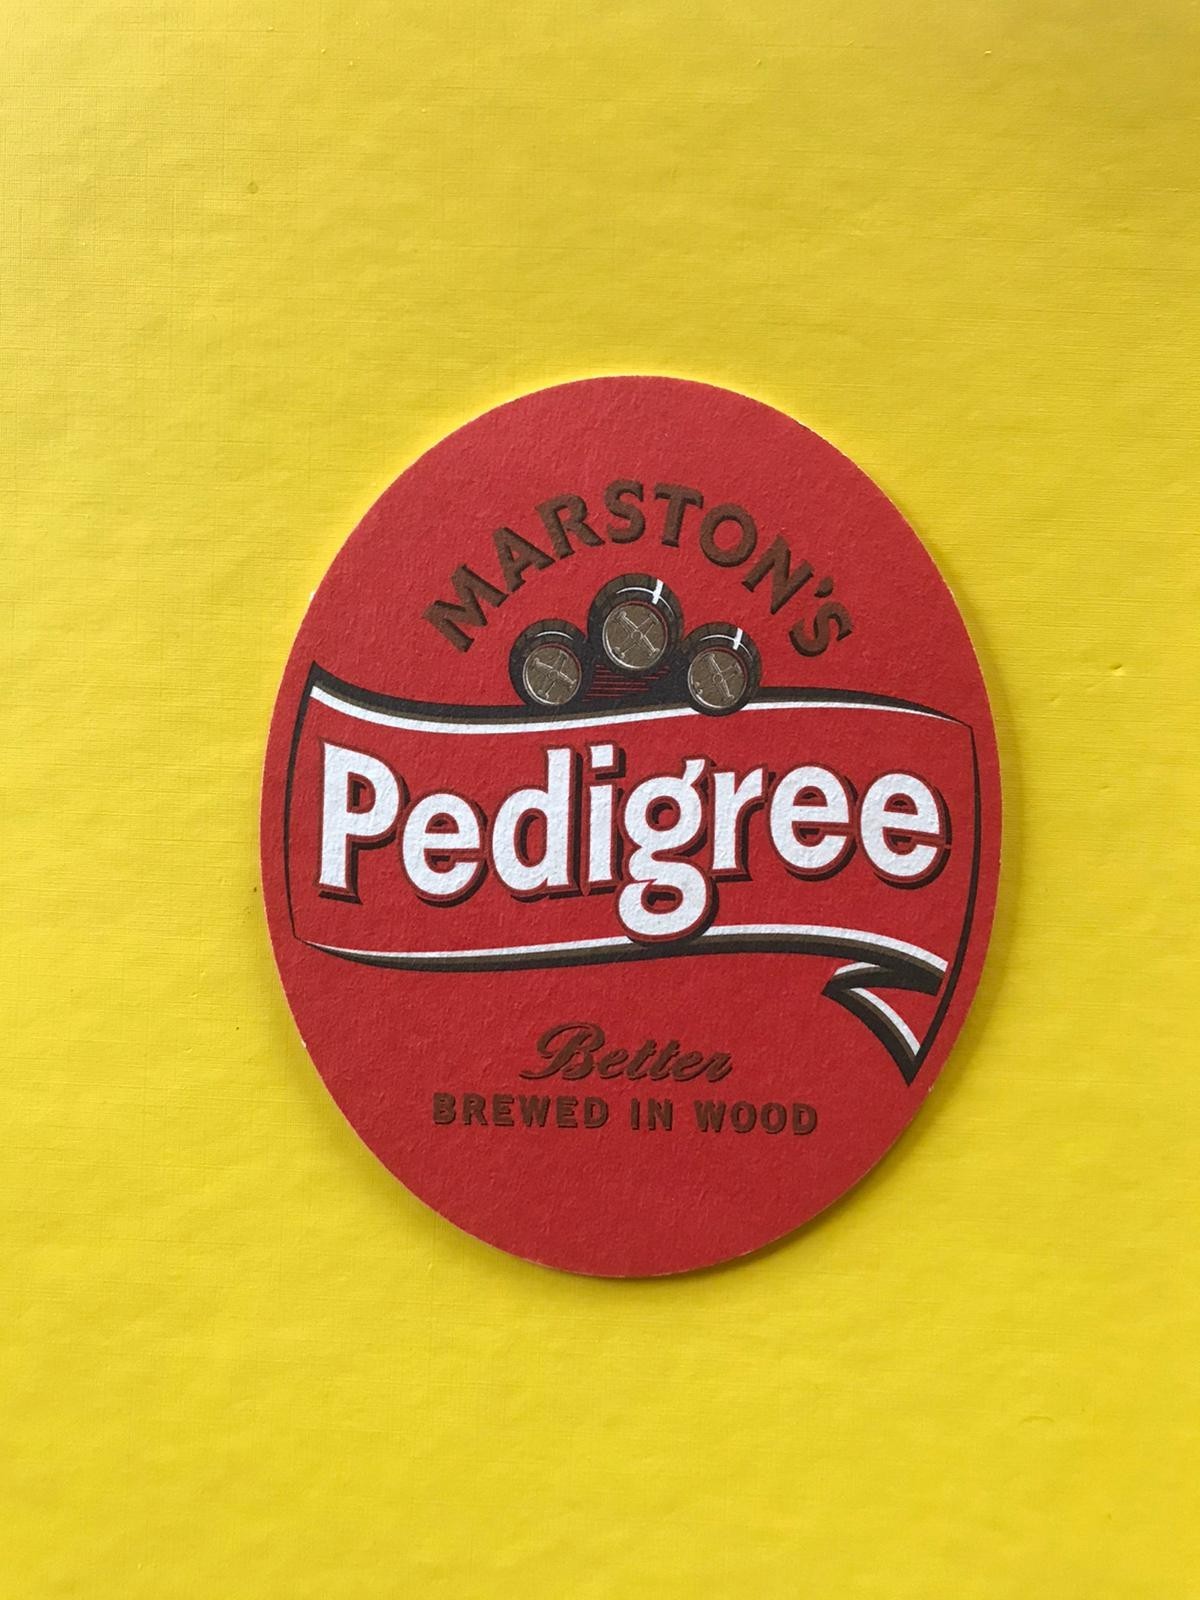 MARSTON'S
Pedigree
Better
BREWED IN WOOD